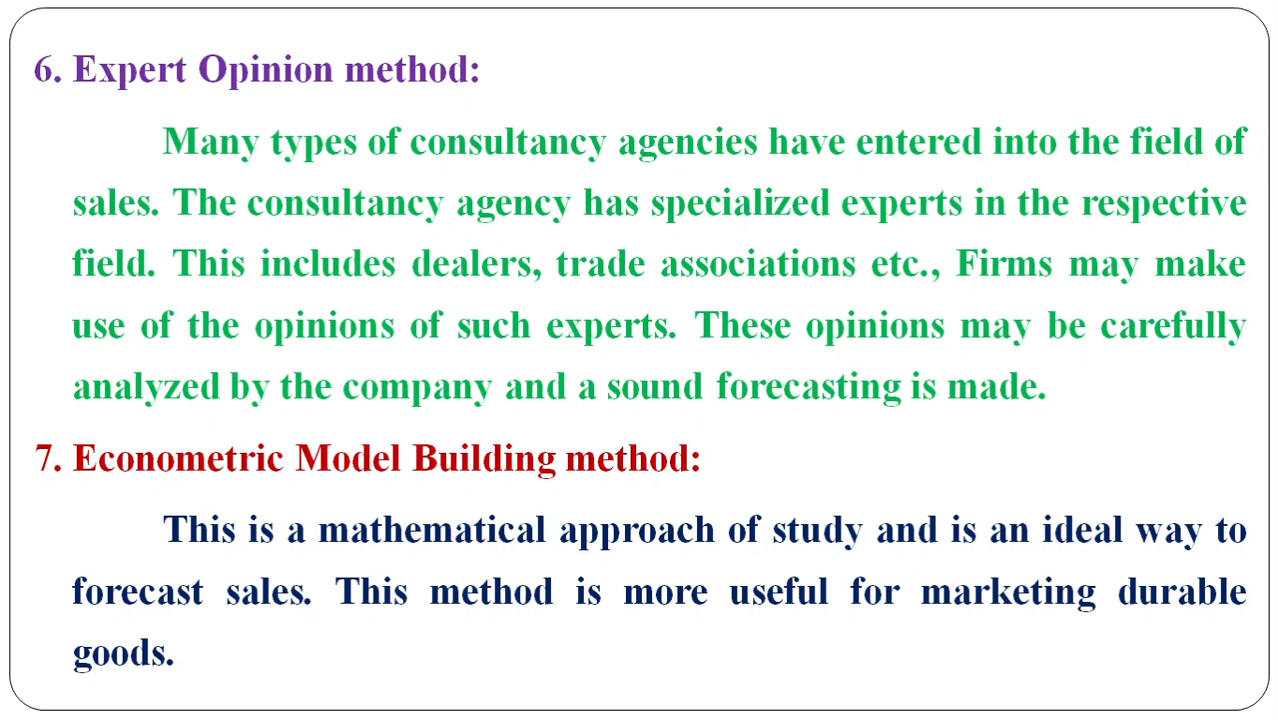 6. Expert Opinion method:
Many types of consultancy agencies have entered into the field of
sales. The consultancy agency has specialized experts in the respective
field. This includes dealers, trade associations etc., Firms may make
use of the opinions of such experts. These opinions may be carefully
analyzed by the company and a sound forecasting is made.
7. Econometric Model Building method:
This is a mathematical approach of study and is an ideal way to
forecast sales. This method is more useful for marketing durable
goods.